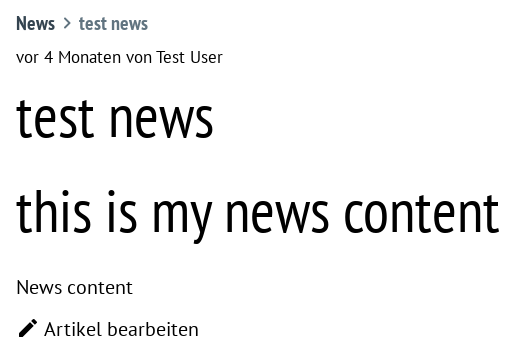 News > test news
vor 4 Monaten von Test User
test news
this is my news content
News content
Artikel bearbeiten